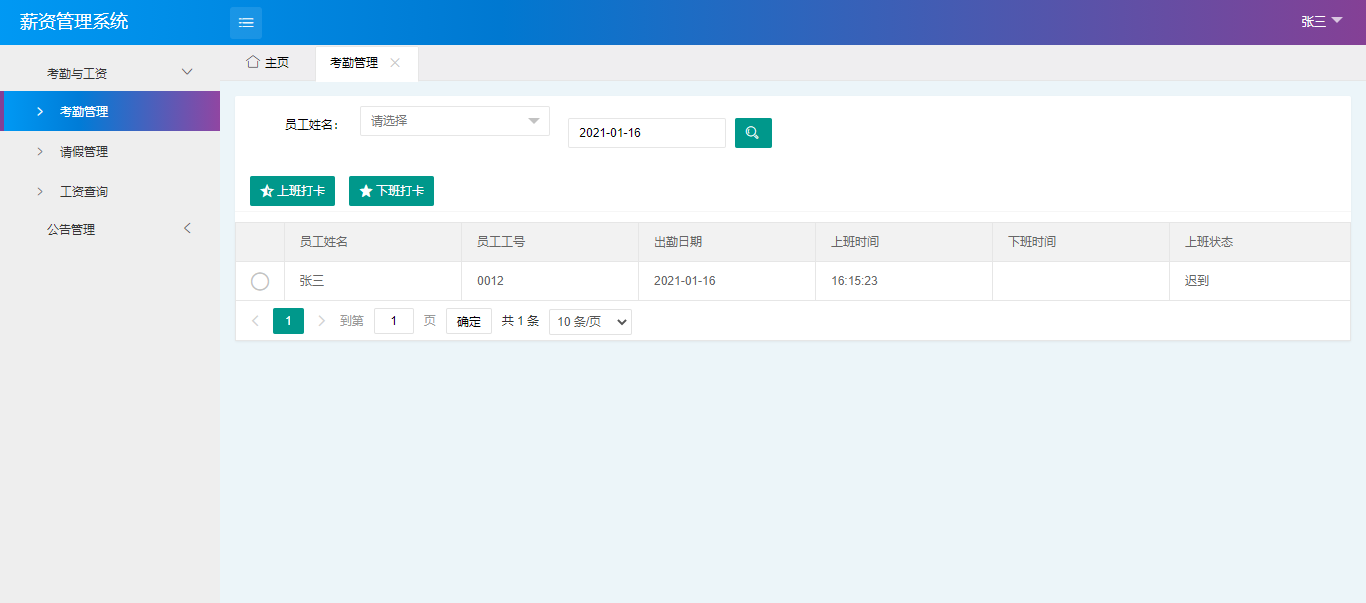 薪资管理系统
张三
考勤与工资
考勤管理
请假管理
工资查询
公告管理
主页
考勤管理
员工姓名：
请选择
2021-01-16
上班打卡
下班打卡
员工姓名 员工工号 出勤日期 上班时间 下班时间 上班状态
张三 0012 2021-01-16 16:15:23 迟到
1 到第 1 页 确定 共 1 条 10 条/页